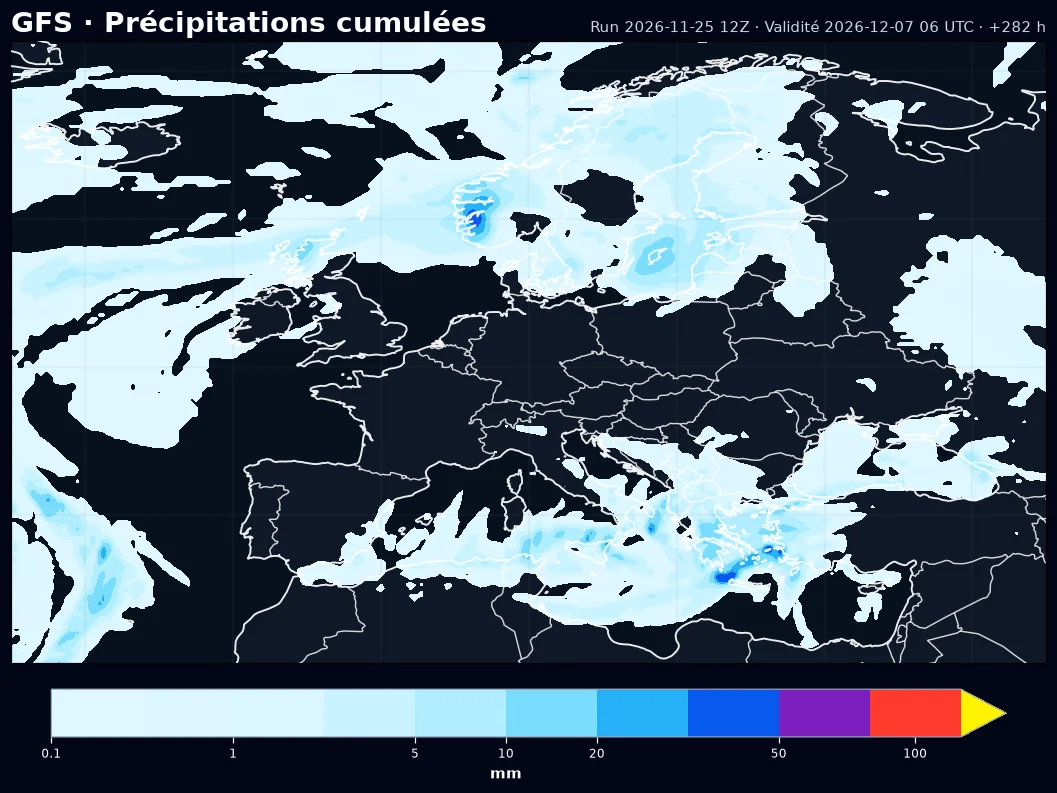 GFS · Précipitations cumulées
Run 2026-11-25 12Z · Validité 2026-12-07 06 UTC · +282 h
0.1 1 5 10 20 50 100
mm